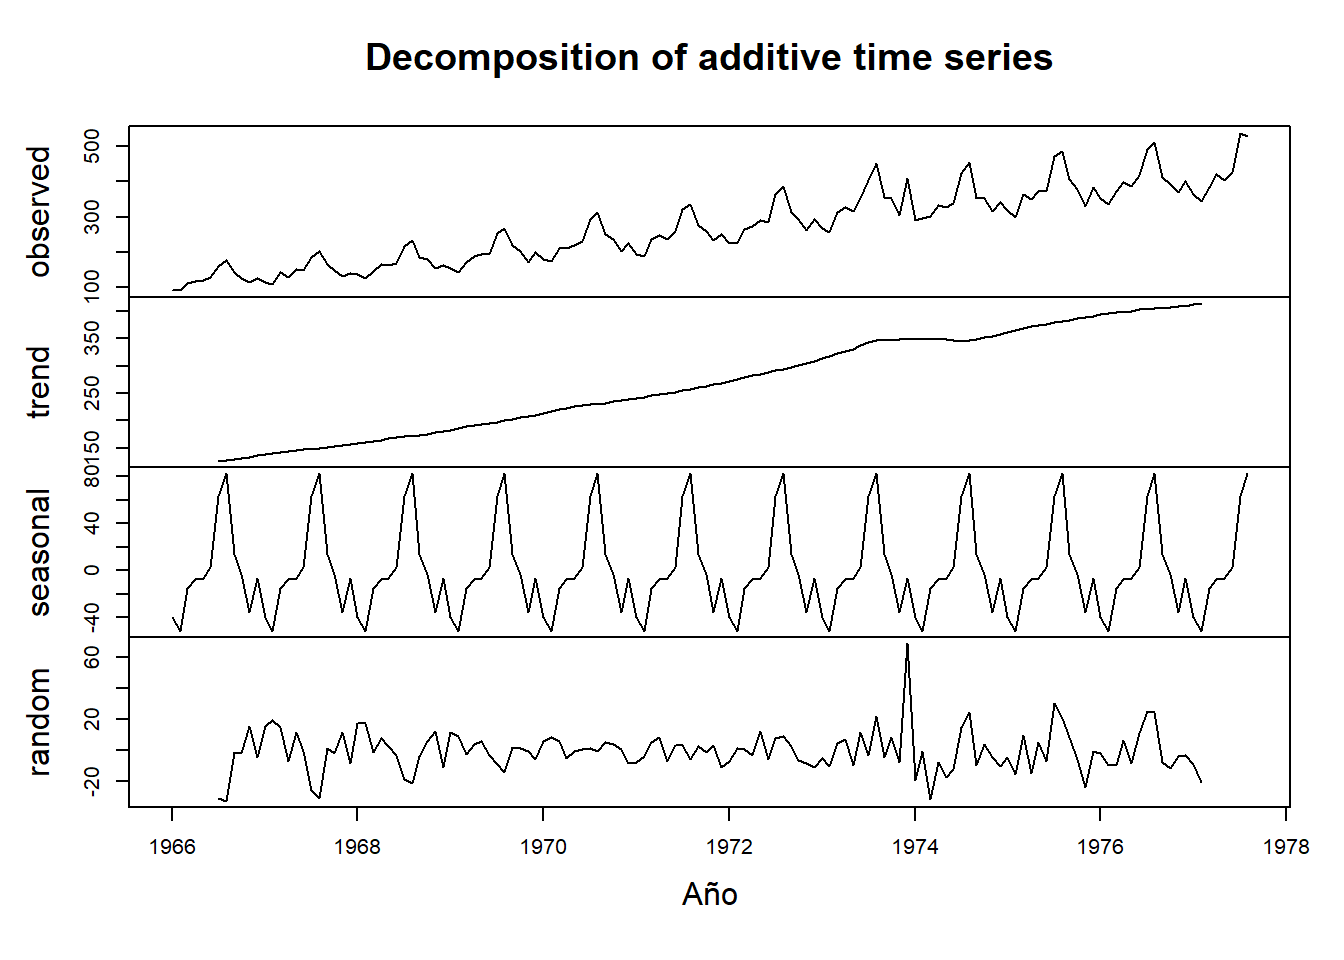 Decomposition of additive time series
observed
100 300 500
trend
150 250 350
seasonal
-40 0 40 80
random
-20 20 60
1966 1968 1970 1972 1974 1976 1978
Año